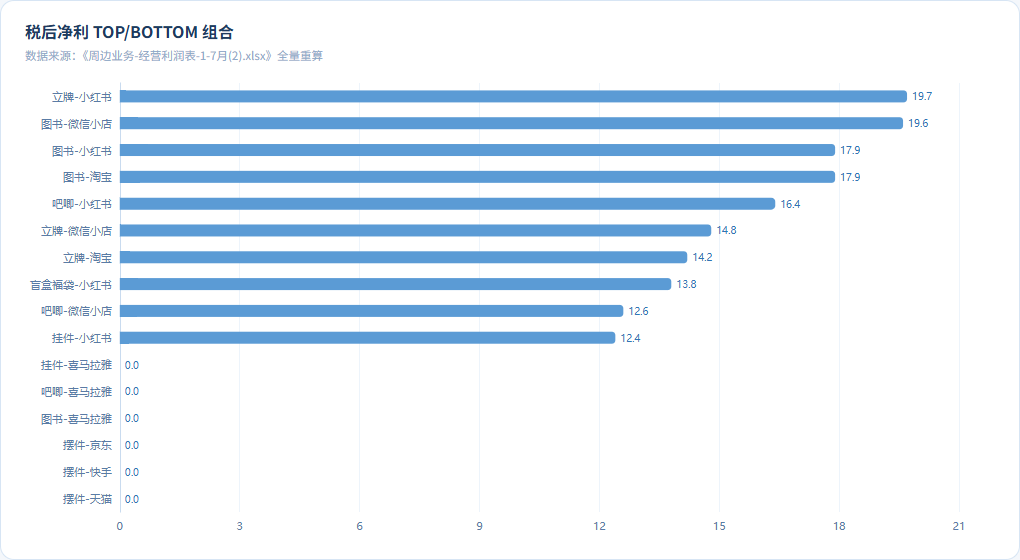 税后净利 TOP/BOTTOM 组合
数据来源：《周边业务-经营利润表-1-7月(2).xlsx》全量重算
立牌-小红书 19.7
图书-微信小店 19.6
图书-小红书 17.9
图书-淘宝 17.9
吧唧-小红书 16.4
立牌-微信小店 14.8
立牌-淘宝 14.2
盲盒福袋-小红书 13.8
吧唧-微信小店 12.6
挂件-小红书 12.4
挂件-喜马拉雅 0.0
吧唧-喜马拉雅 0.0
图书-喜马拉雅 0.0
摆件-京东 0.0
摆件-快手 0.0
摆件-天猫 0.0
0 3 6 9 12 15 18 21